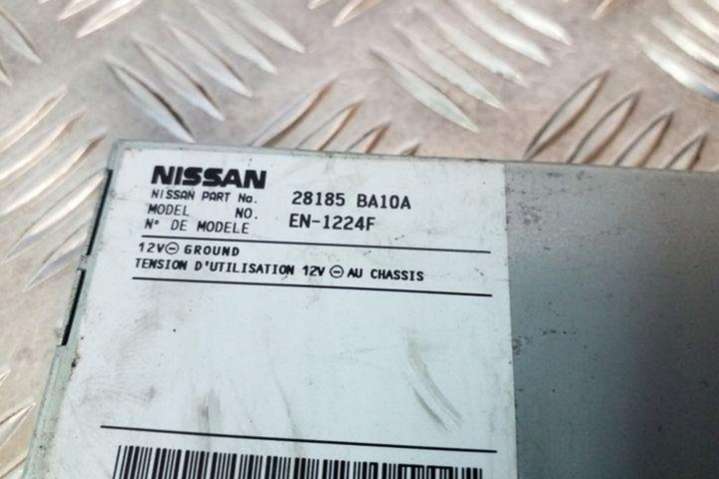 NISSAN
NISSAN PART No. 28185 BA10A
MODEL NO. EN-1224F
N° DE MODELE
12V⊖ GROUND
TENSION D'UTILISATION 12V ⊖ AU CHASSIS